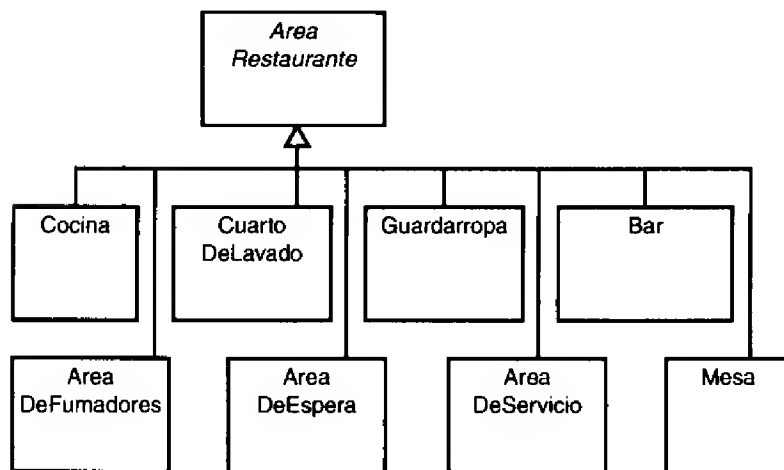 Area
Restaurante
Cocina
Cuarto
DeLavado
Guardarropa
Bar
Area
DeFumadores
Area
DeEspera
Area
DeServicio
Mesa